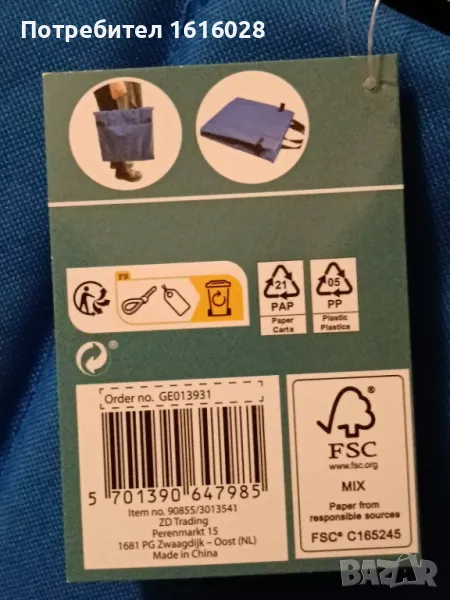 Потребител 1616028
FR
21
PAP
Paper
Carta
05
PP
Plastic
Plastica
®
Order no. GE013931
5 701390 647985
Item no. 90855/3013541
ZD Trading
Perenmarkt 15
1681 PG Zwaagdijk – Oost (NL)
Made in China
®
FSC
www.fsc.org
MIX
Paper from
responsible sources
FSC® C165245
bazar